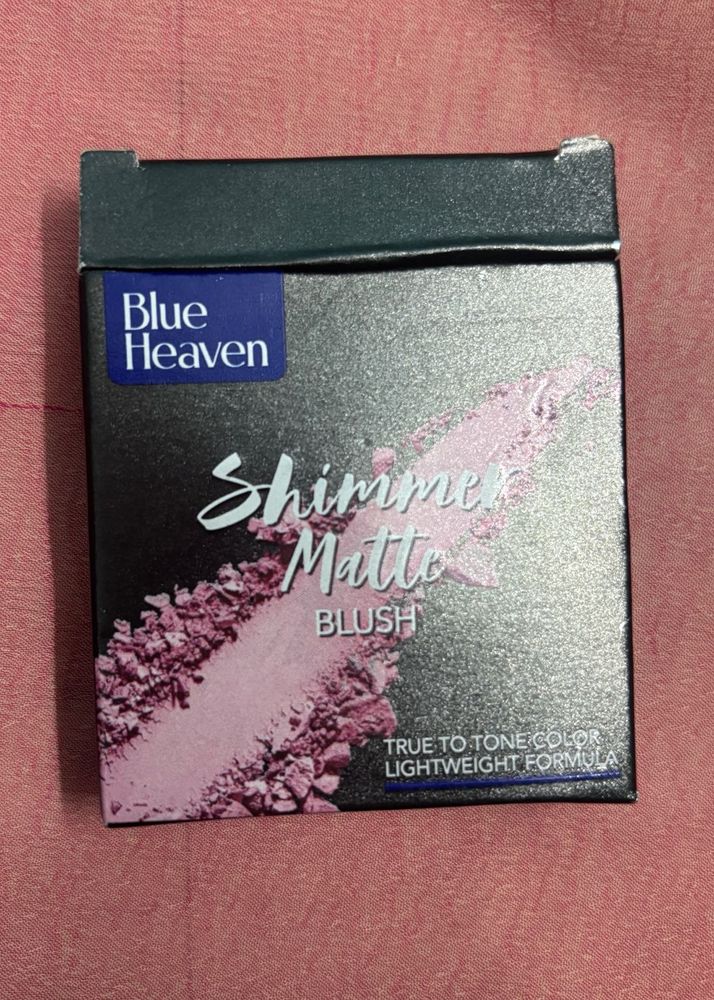 Blue
Heaven
Shimmer
Matte
BLUSH
TRUE TO TONE COLOR
LIGHTWEIGHT FORMULA